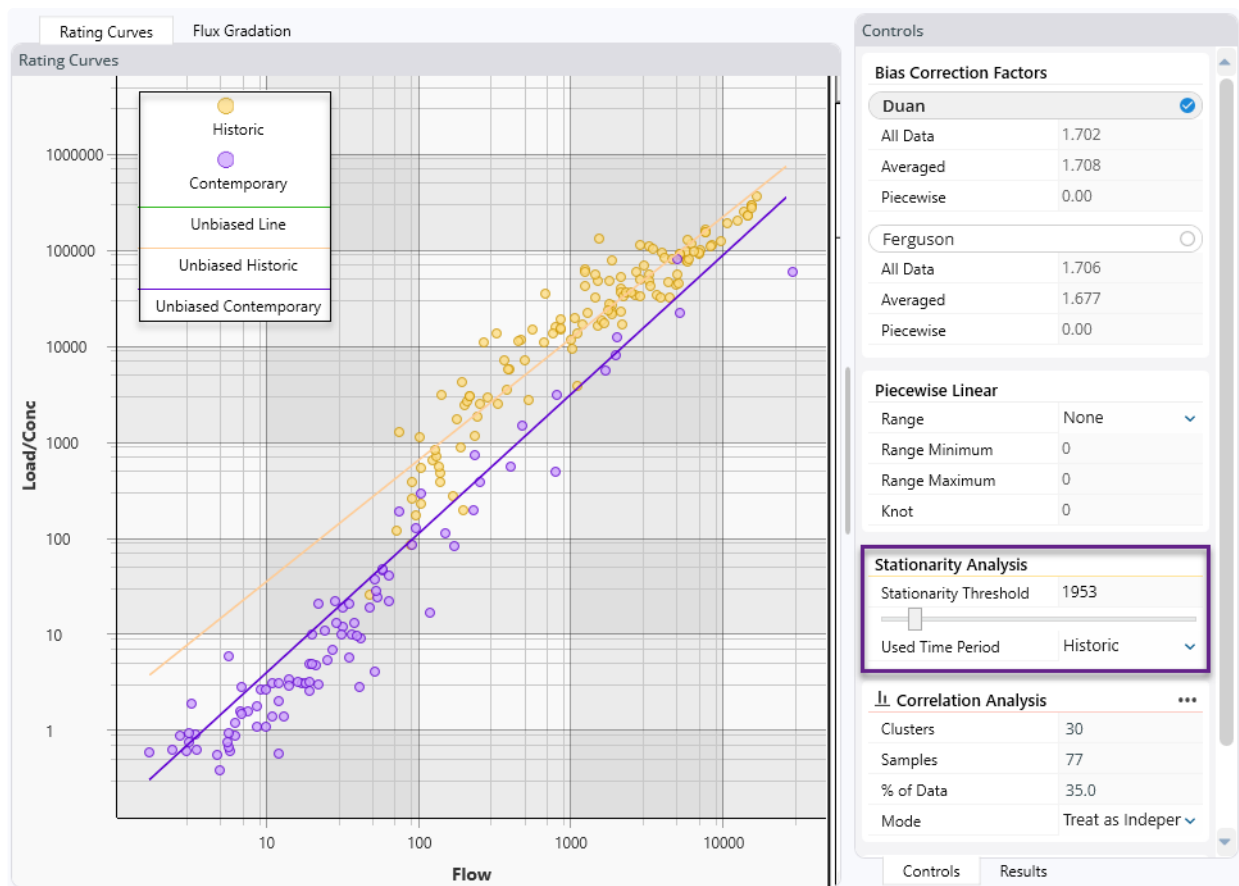 Rating Curves
Flux Gradation
Rating Curves
Historic
Contemporary
Unbiased Line
Unbiased Historic
Unbiased Contemporary
1000000
100000
10000
1000
100
10
1
Load/Conc
10
100
1000
10000
Flow
Controls
Bias Correction Factors
Duan
All Data 1.702
Averaged 1.708
Piecewise 0.00
Ferguson
All Data 1.706
Averaged 1.677
Piecewise 0.00
Piecewise Linear
Range None
Range Minimum 0
Range Maximum 0
Knot 0
Stationarity Analysis
Stationarity Threshold 1953
Used Time Period Historic
Correlation Analysis •••
Clusters 30
Samples 77
% of Data 35.0
Mode Treat as Indeper
Controls
Results